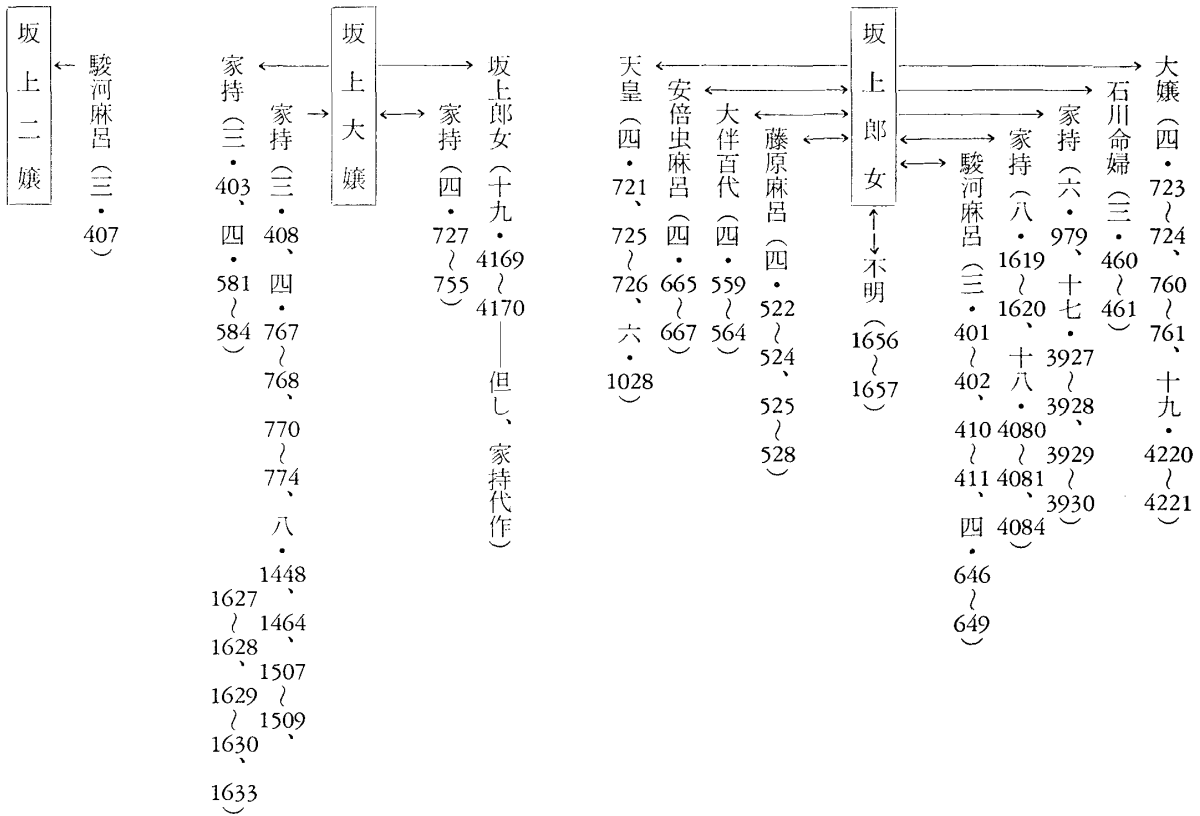 大嬢（四・723〜724、760〜761、十九・4220〜4221）
石川命婦（三・460〜461）
家持（六・979、十七・3927〜3928、3929〜3930）
家持（八・1619〜1620、十八・4080〜4081、4084）
駿河麻呂（三・401〜402、410〜411、四・646〜649）
坂上郎女
不明（1656〜1657）
藤原麻呂（四・522〜524、525〜528）
大伴百代（四・559〜564）
安倍虫麻呂（四・665〜667）
天皇（四・721、725〜726、六・1028）
坂上郎女（十九・4169〜4170――但し、家持代作）
家持（四・727〜755）
坂上大嬢
家持（三・408、四・767〜768、770〜774、八・1448、1464、1507〜1509、
1627〜1628、1629〜1630、1633）
家持（三・403、四・581〜584）
駿河麻呂（三・407）
坂上二嬢